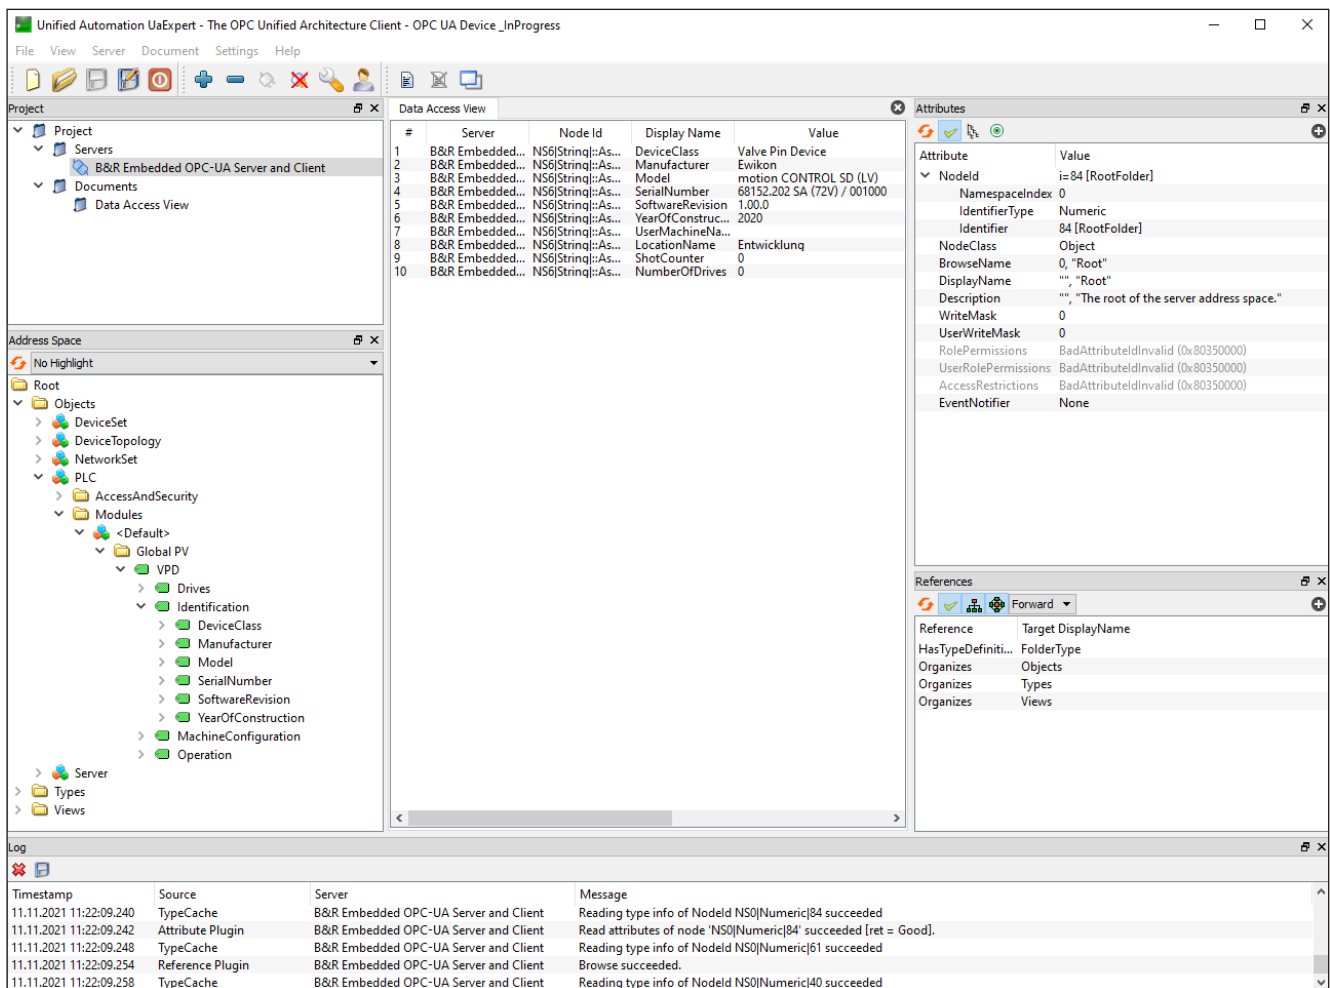 Unified Automation UaExpert - The OPC Unified Architecture Client - OPC UA Device _InProgress
File View Server Document Settings Help
Project
Project
Servers
B&R Embedded OPC-UA Server and Client
Documents
Data Access View
Address Space
No Highlight
Root
Objects
DeviceSet
DeviceTopology
NetworkSet
PLC
AccessAndSecurity
Modules
<Default>
Global PV
VPD
Drives
Identification
DeviceClass
Manufacturer
Model
SerialNumber
SoftwareRevision
YearOfConstruction
MachineConfiguration
Operation
Server
Types
Views
Data Access View
# Server Node Id Display Name Value
1 B&R Embedded... NS6|String|::As... DeviceClass Valve Pin Device
2 B&R Embedded... NS6|String|::As... Manufacturer Ewikon
3 B&R Embedded... NS6|String|::As... Model motion CONTROL SD (LV)
4 B&R Embedded... NS6|String|::As... SerialNumber 68152.202 SA (72V) / 001000
5 B&R Embedded... NS6|String|::As... SoftwareRevision 1.00.0
6 B&R Embedded... NS6|String|::As... YearOfConstruc... 2020
7 B&R Embedded... NS6|String|::As... UserMachineNa...
8 B&R Embedded... NS6|String|::As... LocationName Entwicklung
9 B&R Embedded... NS6|String|::As... ShotCounter 0
10 B&R Embedded... NS6|String|::As... NumberOfDrives 0
Attributes
Attribute Value
NodeId i=84 [RootFolder]
NamespaceIndex 0
IdentifierType Numeric
Identifier 84 [RootFolder]
NodeClass Object
BrowseName 0, "Root"
DisplayName "", "Root"
Description "", "The root of the server address space."
WriteMask 0
UserWriteMask 0
RolePermissions BadAttributeIdInvalid (0x80350000)
UserRolePermissions BadAttributeIdInvalid (0x80350000)
AccessRestrictions BadAttributeIdInvalid (0x80350000)
EventNotifier None
References
Forward
Reference Target DisplayName
HasTypeDefiniti... FolderType
Organizes Objects
Organizes Types
Organizes Views
Log
Timestamp Source Server Message
11.11.2021 11:22:09.240 TypeCache B&R Embedded OPC-UA Server and Client Reading type info of NodeId NS0|Numeric|84 succeeded
11.11.2021 11:22:09.242 Attribute Plugin B&R Embedded OPC-UA Server and Client Read attributes of node 'NS0|Numeric|84' succeeded [ret = Good].
11.11.2021 11:22:09.248 TypeCache B&R Embedded OPC-UA Server and Client Reading type info of NodeId NS0|Numeric|61 succeeded
11.11.2021 11:22:09.254 Reference Plugin B&R Embedded OPC-UA Server and Client Browse succeeded.
11.11.2021 11:22:09.258 TypeCache B&R Embedded OPC-UA Server and Client Reading type info of NodeId NS0|Numeric|40 succeeded